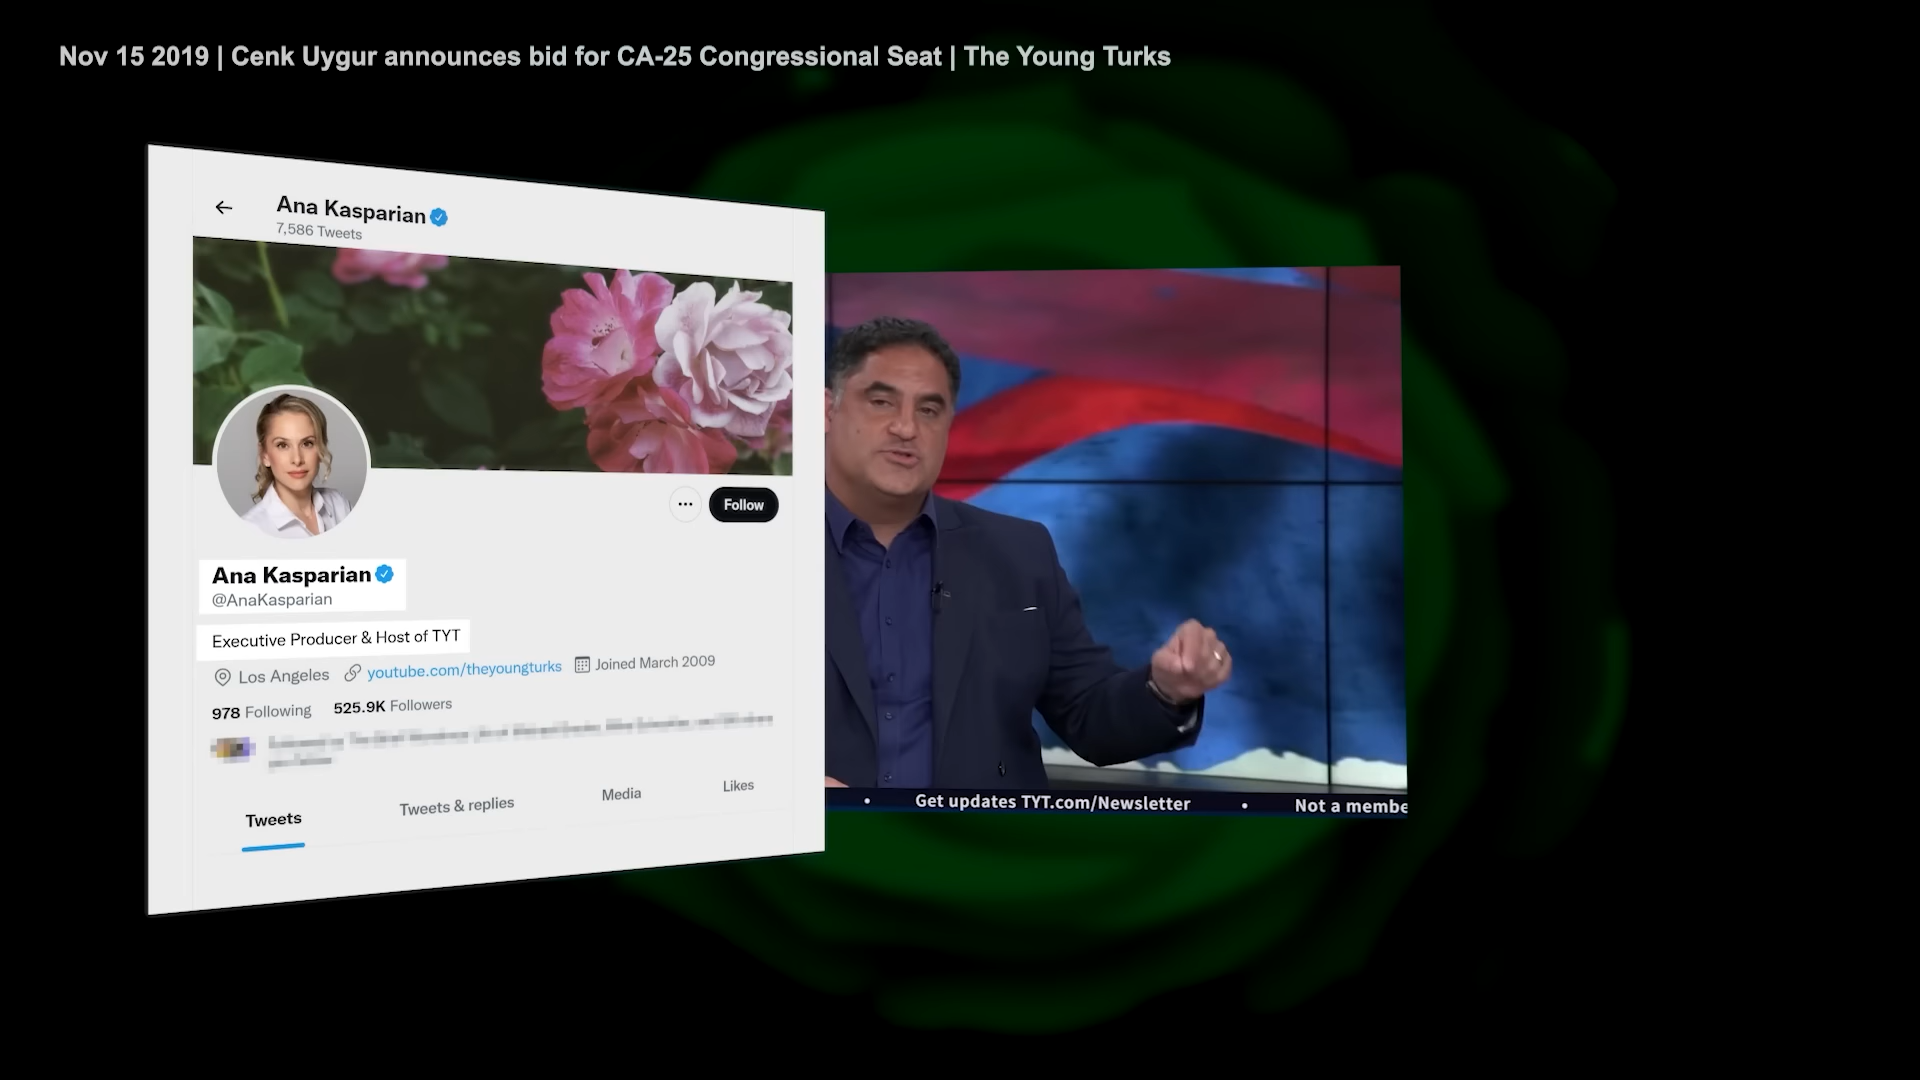 Nov 15 2019 | Cenk Uygur announces bid for CA-25 Congressional Seat | The Young Turks
Ana Kasparian
7,586 Tweets
Follow
Ana Kasparian
@AnaKasparian
Executive Producer & Host of TYT
Los Angeles youtube.com/theyoungturks Joined March 2009
978 Following 525.9K Followers
Tweets Tweets & replies Media Likes
• Get updates TYT.com/Newsletter • Not a membe